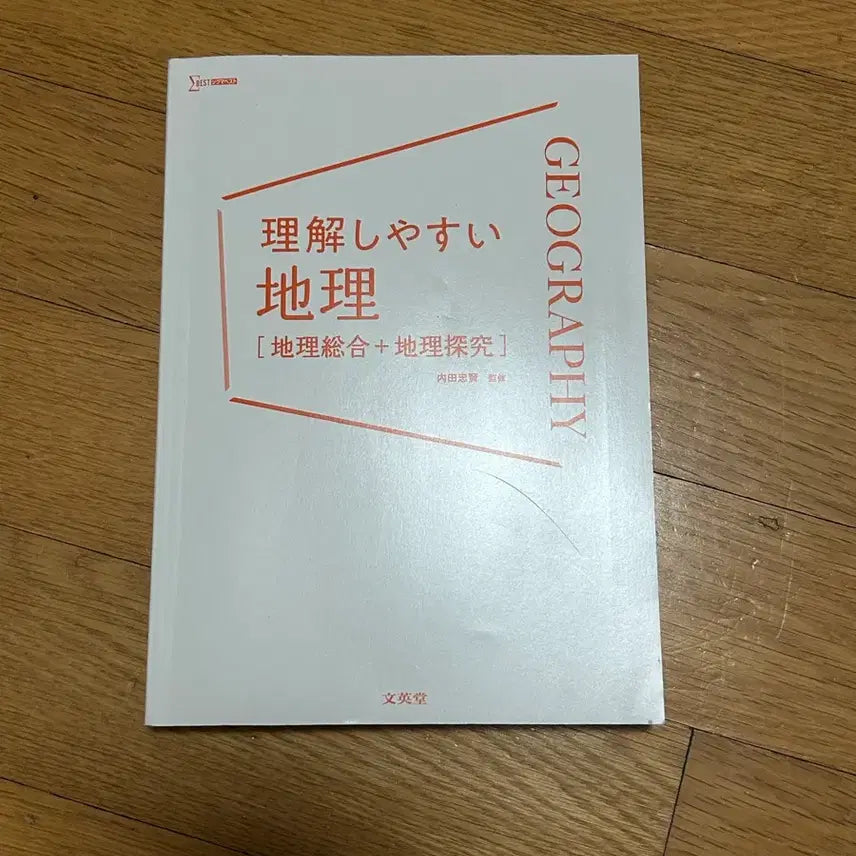 ΣBEST シグマベスト
理解しやすい
地理
[地理総合+地理探究]
内田忠賢 監修
GEOGRAPHY
文英堂